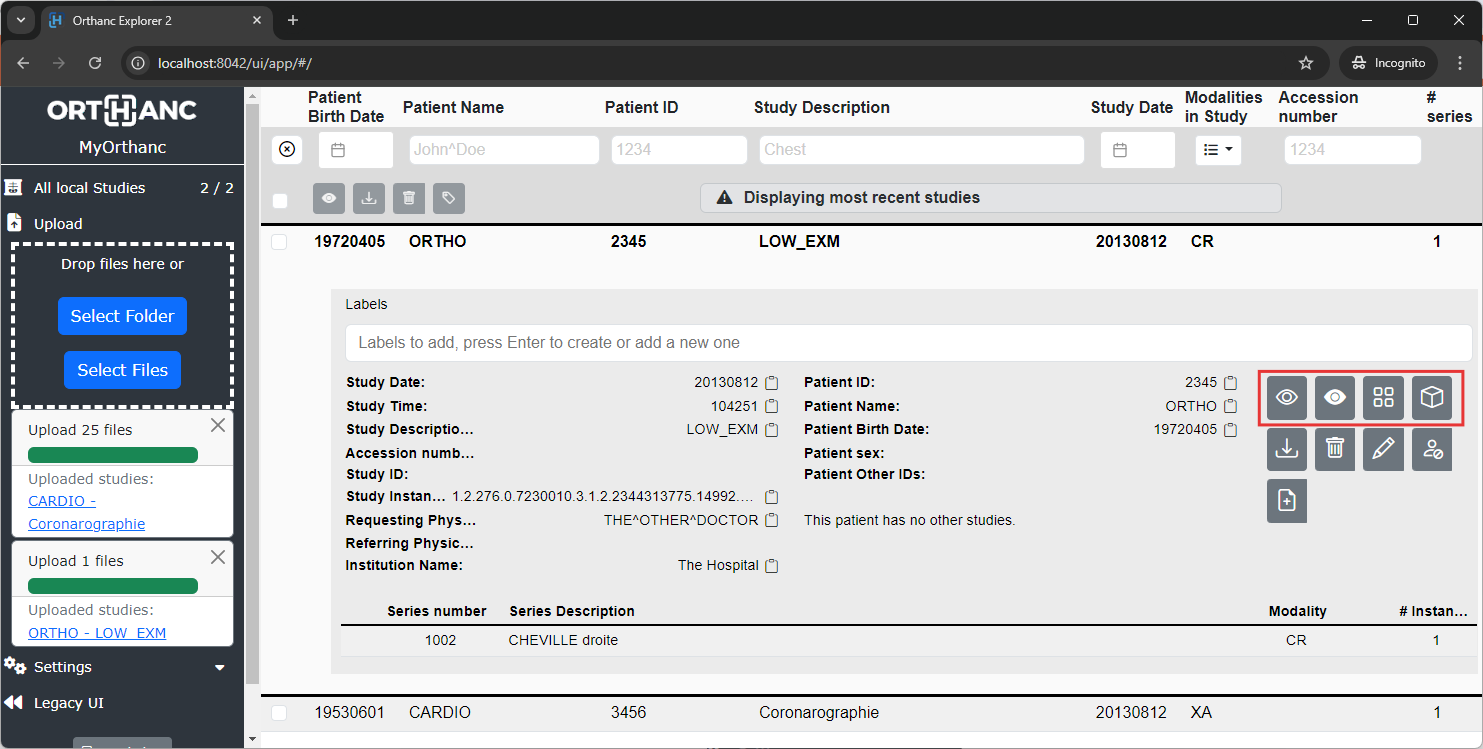 Orthanc Explorer 2
localhost:8042/ui/app/#/
Incognito
ORTHANC
MyOrthanc
All local Studies 2 / 2
Upload
Drop files here or
Select Folder
Select Files
Upload 25 files
Uploaded studies:
CARDIO -
Coronarographie
Upload 1 files
Uploaded studies:
ORTHO - LOW_EXM
Settings
Legacy UI
Patient
Birth Date
Patient Name
Patient ID
Study Description
Study Date
Modalities
in Study
Accession
number
#
series
John^Doe
1234
Chest
1234
Displaying most recent studies
19720405 ORTHO 2345 LOW_EXM 20130812 CR 1
Labels
Labels to add, press Enter to create or add a new one
Study Date: 20130812
Study Time: 104251
Study Descriptio... LOW_EXM
Accession numb...
Study ID:
Study Instan... 1.2.276.0.7230010.3.1.2.2344313775.14992....
Requesting Phys... THE^OTHER^DOCTOR
Referring Physic...
Institution Name: The Hospital
Patient ID: 2345
Patient Name: ORTHO
Patient Birth Date: 19720405
Patient sex:
Patient Other IDs:
This patient has no other studies.
Series number Series Description Modality # Instan...
1002 CHEVILLE droite CR 1
19530601 CARDIO 3456 Coronarographie 20130812 XA 1